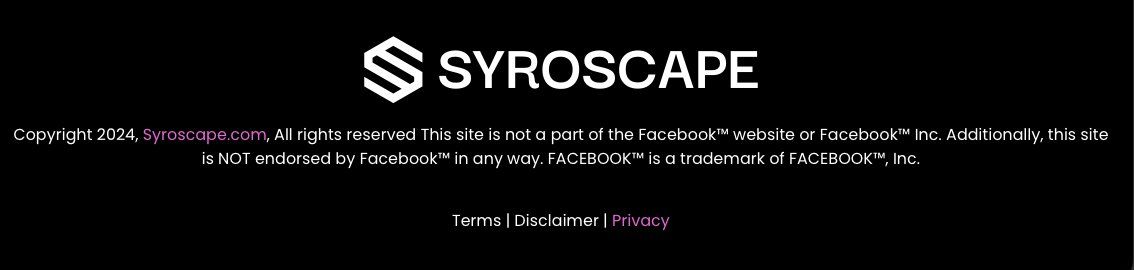 SYROSCAPE
Copyright 2024, Syroscape.com, All rights reserved This site is not a part of the Facebook™ website or Facebook™ Inc. Additionally, this site
is NOT endorsed by Facebook™ in any way. FACEBOOK™ is a trademark of FACEBOOK™, Inc.
Terms | Disclaimer | Privacy